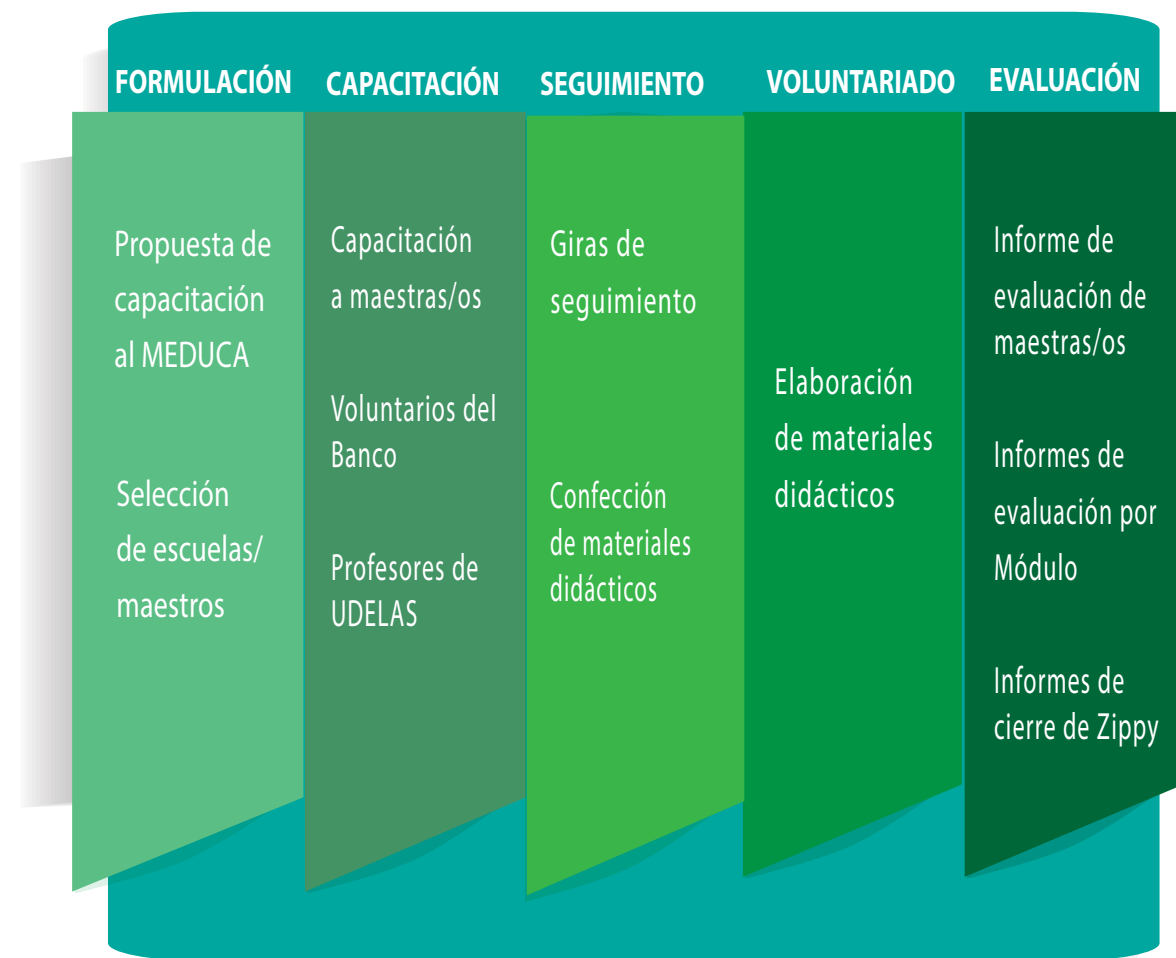 FORMULACIÓN
CAPACITACIÓN
SEGUIMIENTO
VOLUNTARIADO
EVALUACIÓN
Propuesta de
capacitación
al MEDUCA
Selección
de escuelas/
maestros
Capacitación
a maestras/os
Voluntarios del
Banco
Profesores de
UDELAS
Giras de
seguimiento
Confección
de materiales
didácticos
Elaboración
de materiales
didácticos
Informe de
evaluación de
maestras/os
Informes de
evaluación por
Módulo
Informes de
cierre de Zippy